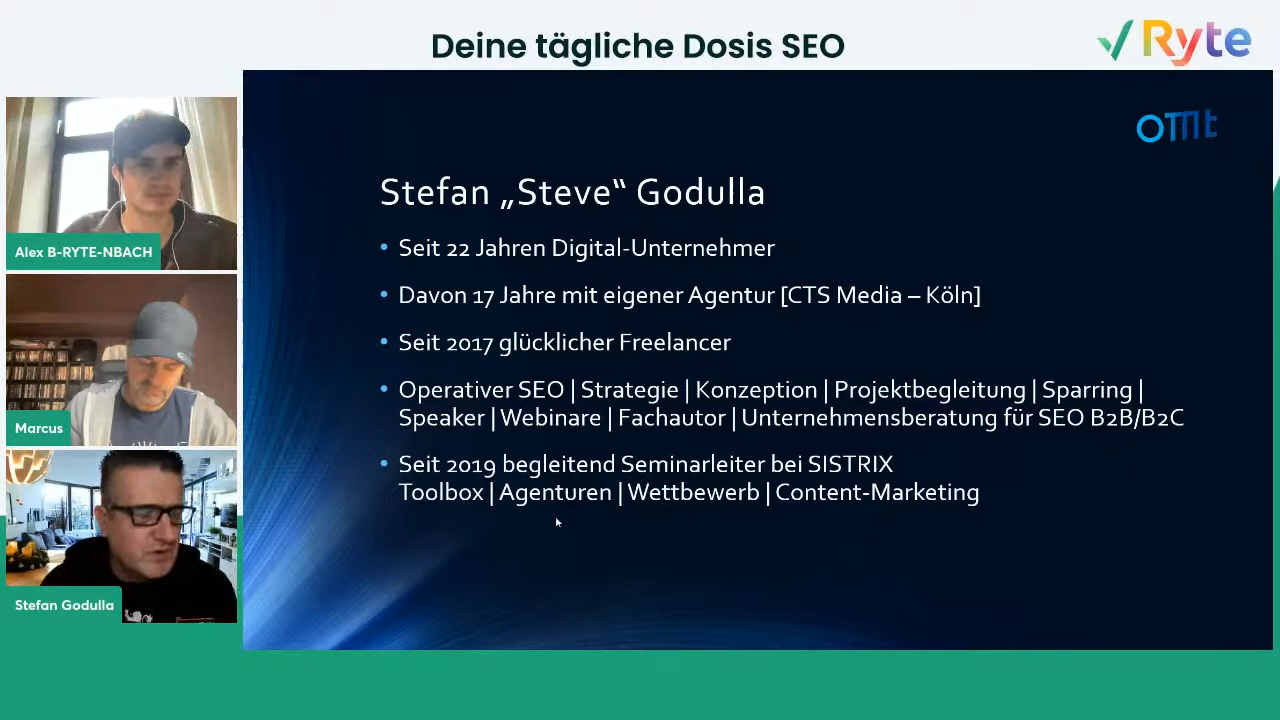 Deine tägliche Dosis SEO
Ryte
OMT
Alex B-RYTE-NBACH
Marcus
Stefan Godulla
Stefan „Steve“ Godulla
• Seit 22 Jahren Digital-Unternehmer
• Davon 17 Jahre mit eigener Agentur [CTS Media – Köln]
• Seit 2017 glücklicher Freelancer
• Operativer SEO | Strategie | Konzeption | Projektbegleitung | Sparring |
Speaker | Webinare | Fachautor | Unternehmensberatung für SEO B2B/B2C
• Seit 2019 begleitend Seminarleiter bei SISTRIX
Toolbox | Agenturen | Wettbewerb | Content-Marketing